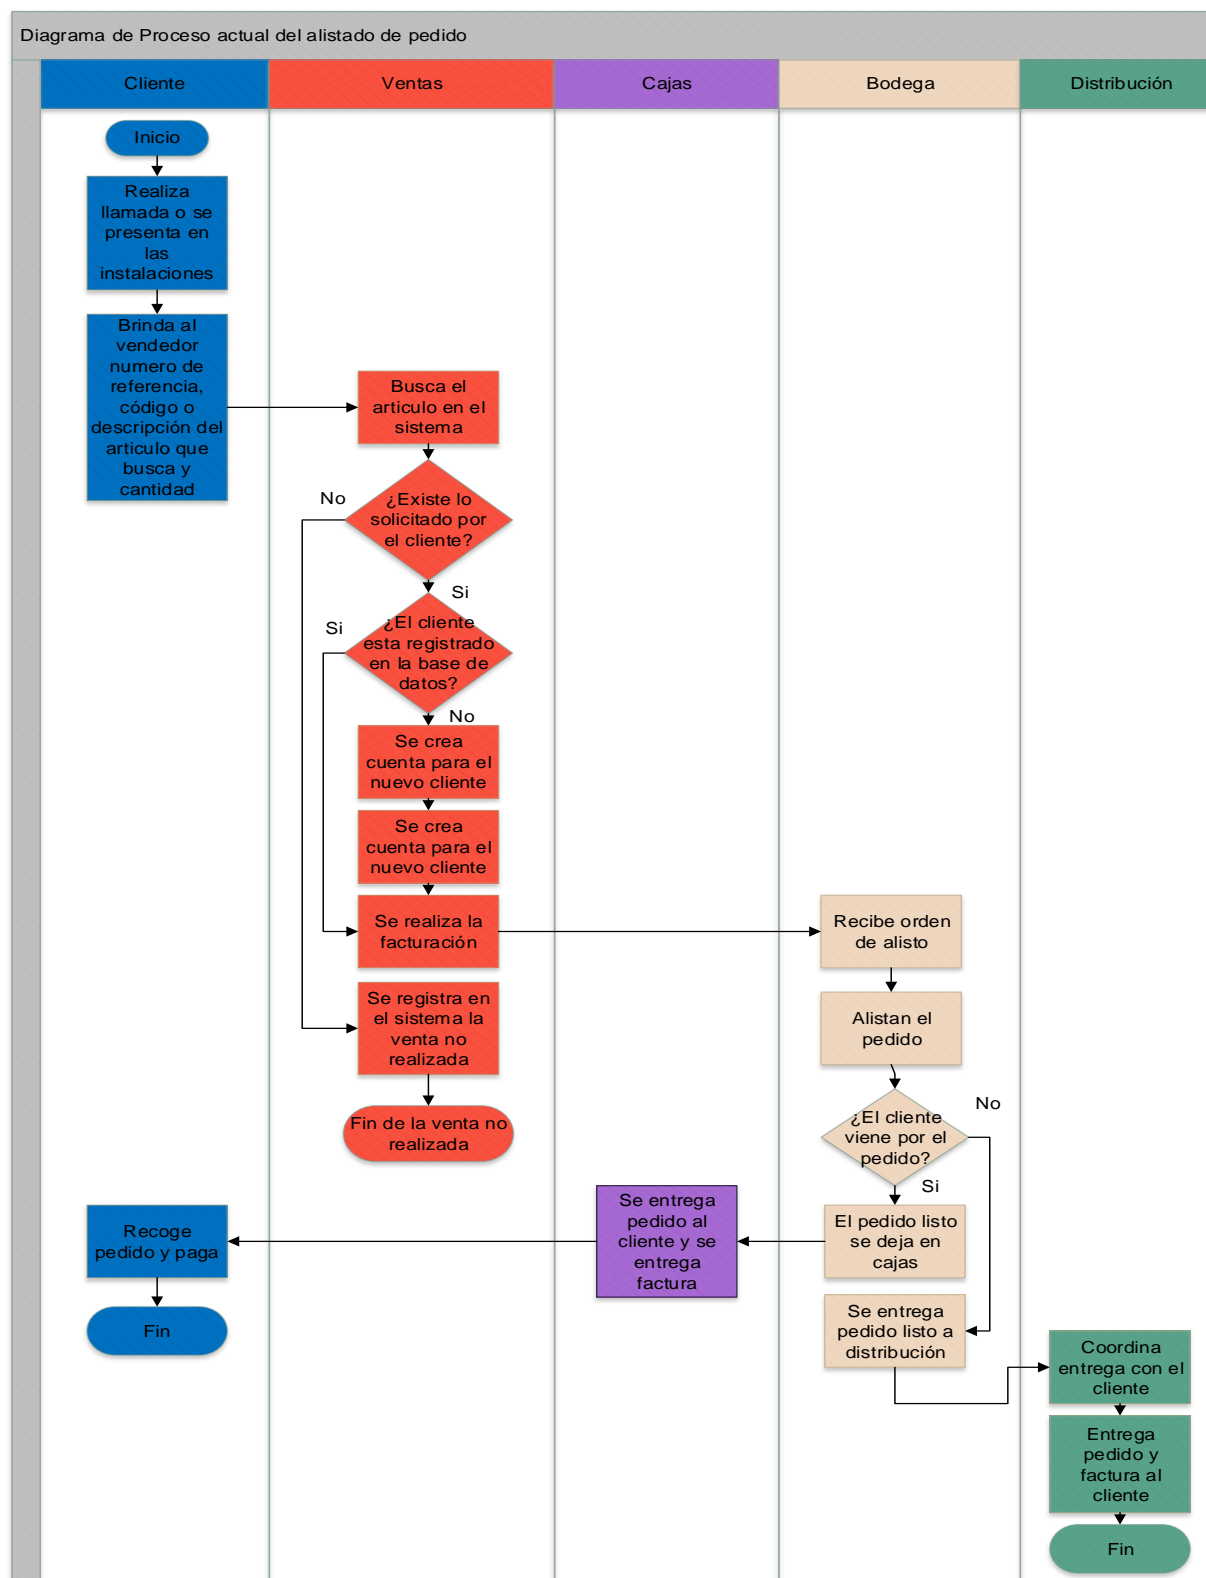 Diagrama de Proceso actual del alistado de pedido
Cliente
Ventas
Cajas
Bodega
Distribución
Inicio
Realiza
llamada o se
presenta en
las
instalaciones
Brinda al
vendedor
numero de
referencia,
código o
descripción del
articulo que
busca y
cantidad
Busca el
articulo en el
sistema
No
¿Existe lo
solicitado por
el cliente?
Si
Si
¿El cliente
esta registrado
en la base de
datos?
No
Se crea
cuenta para el
nuevo cliente
Se crea
cuenta para el
nuevo cliente
Se realiza la
facturación
Recibe orden
de alisto
Se registra en
el sistema la
venta no
realizada
Alistan el
pedido
Fin de la venta no
realizada
No
¿El cliente
viene por el
pedido?
Si
El pedido listo
se deja en
cajas
Se entrega
pedido al
cliente y se
entrega
factura
Recoge
pedido y paga
Fin
Se entrega
pedido listo a
distribución
Coordina
entrega con el
cliente
Entrega
pedido y
factura al
cliente
Fin